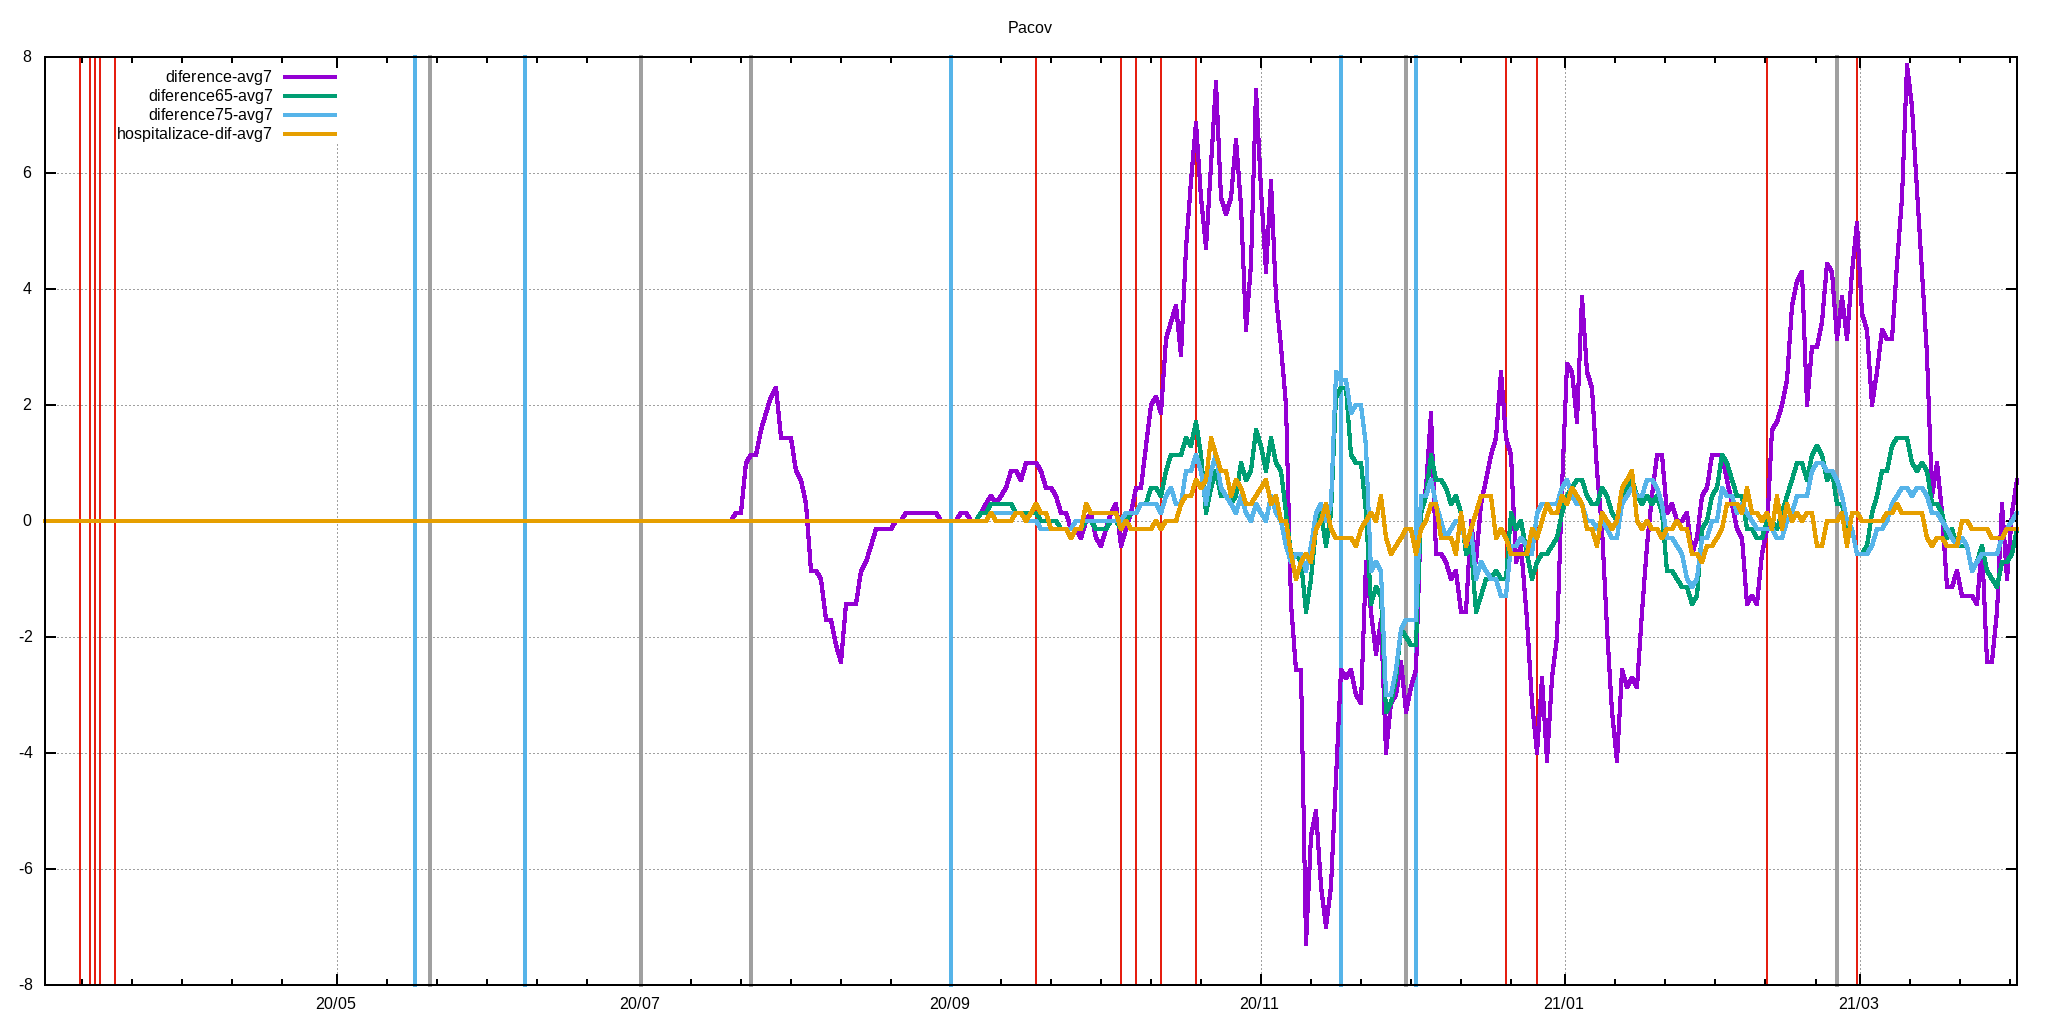 Pacov
8
diference-avg7
diference65-avg7
diference75-avg7
hospitalizace-dif-avg7
6
4
2
0
-2
-4
-6
-8
20/05 20/07 20/09 20/11 21/01 21/03